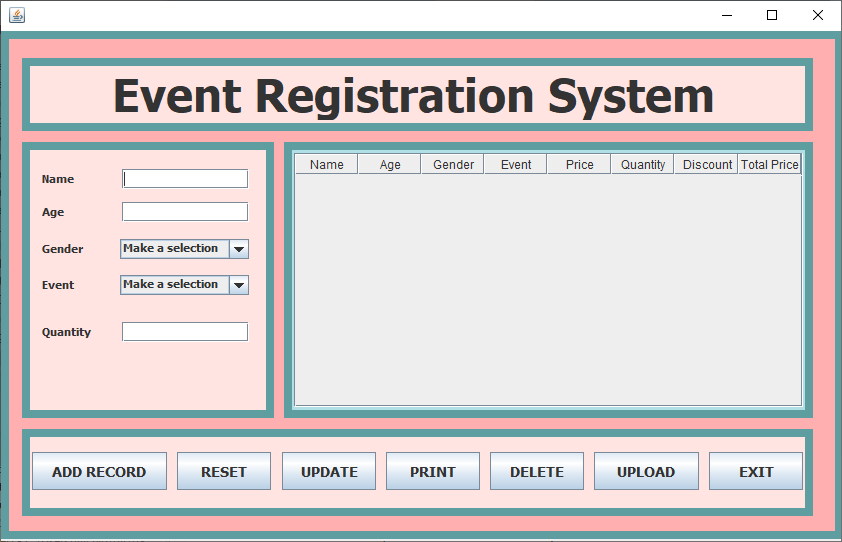 Event Registration System
Name
Age
Gender Make a selection
Event Make a selection
Quantity
Name Age Gender Event Price Quantity Discount Total Price
ADD RECORD RESET UPDATE PRINT DELETE UPLOAD EXIT